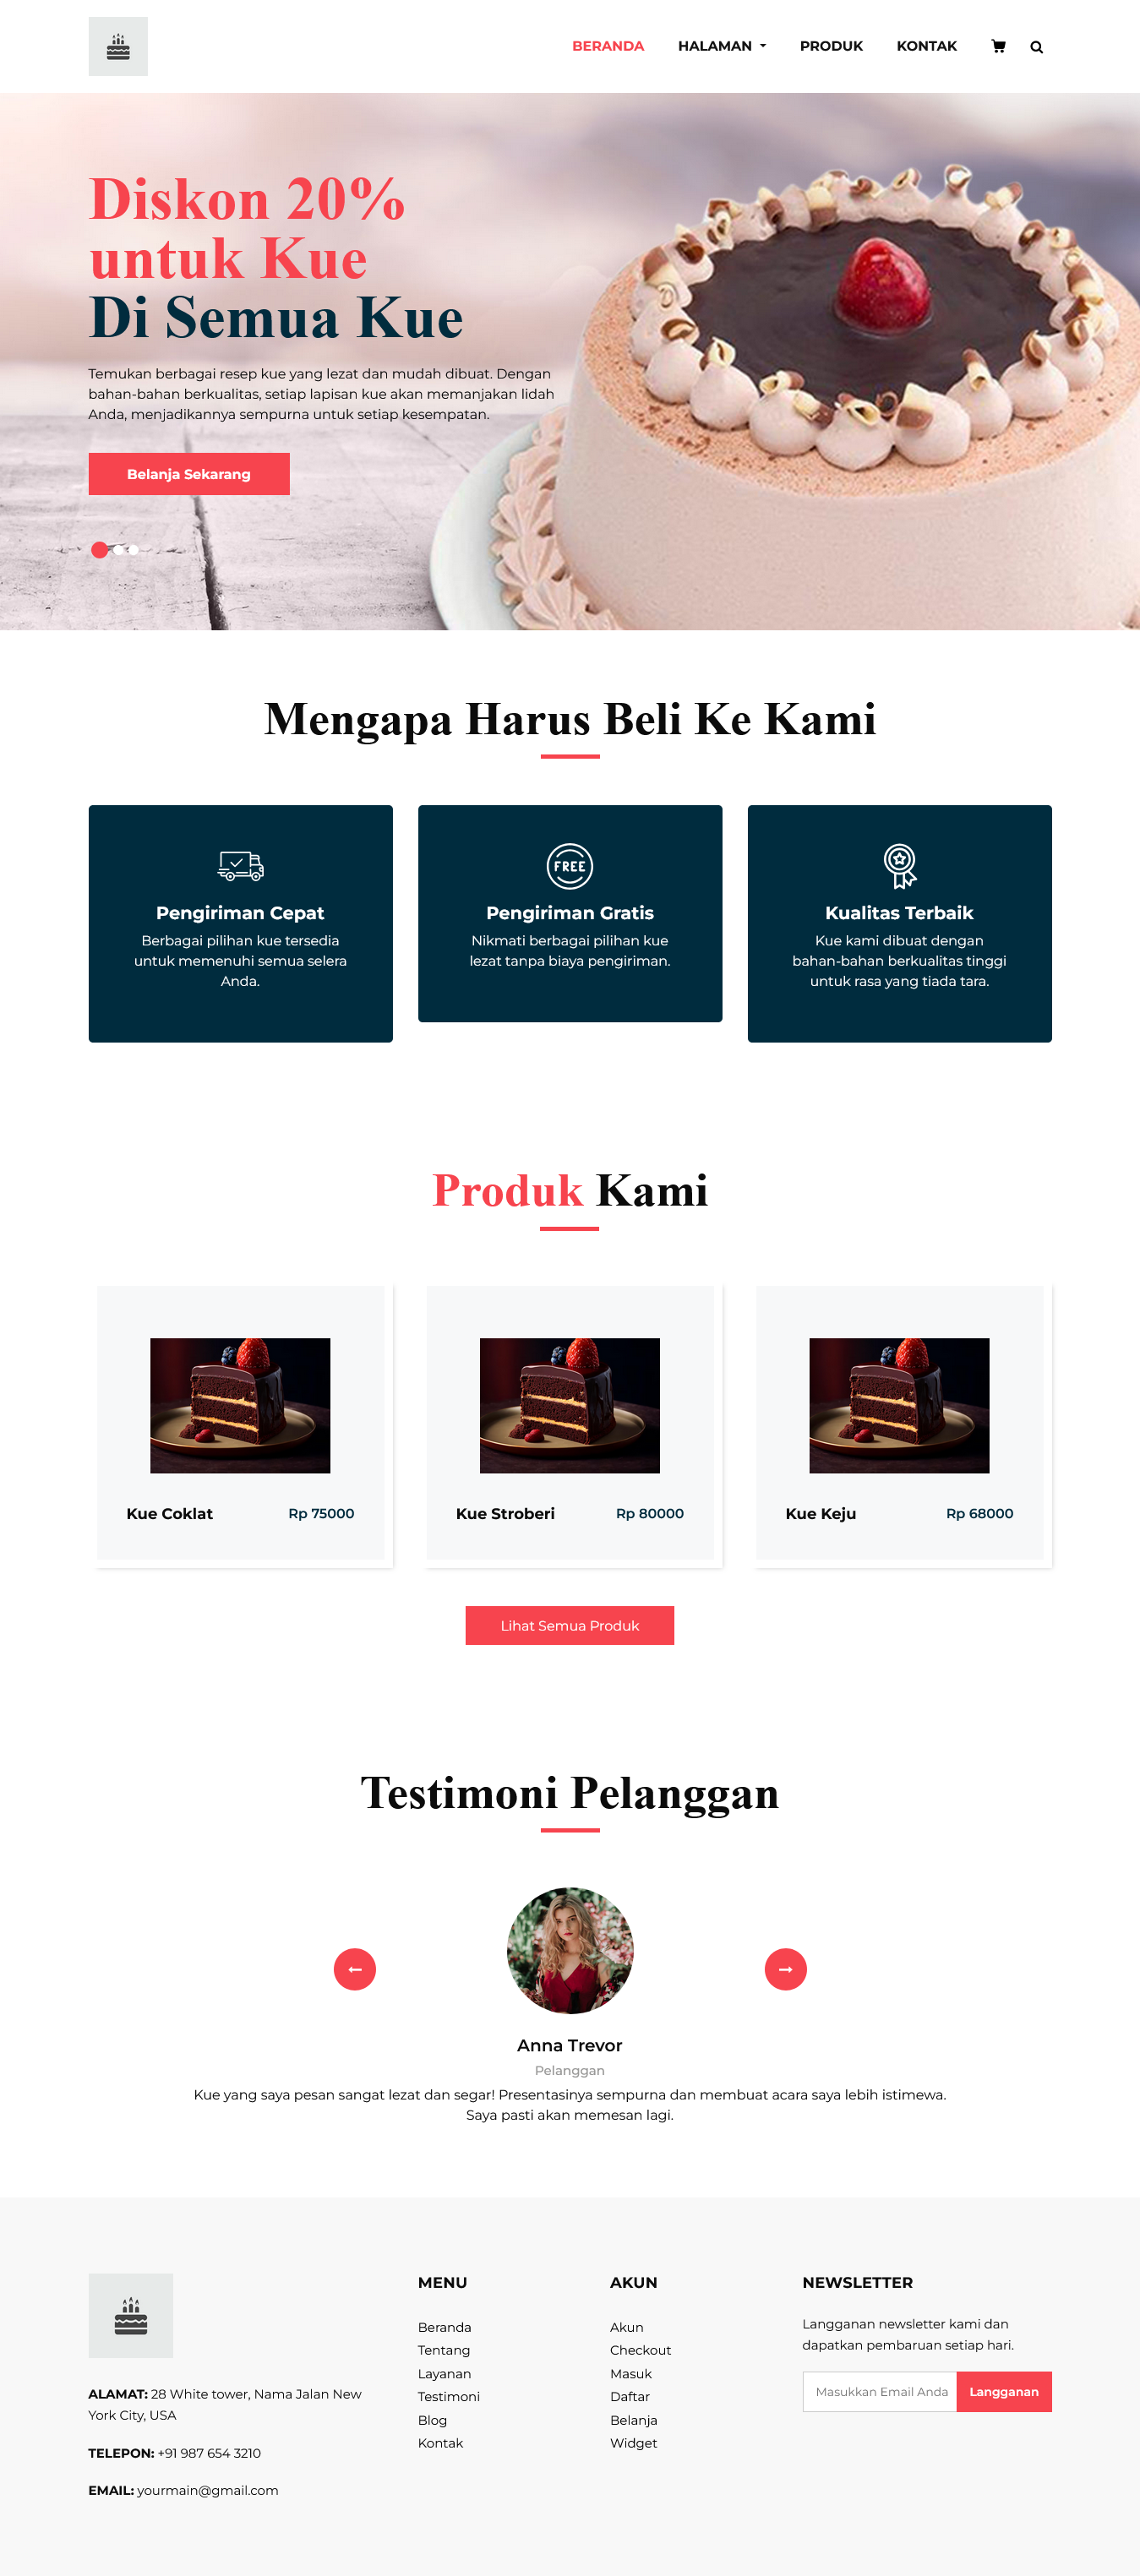 BERANDA HALAMAN PRODUK KONTAK
Diskon 20%
untuk Kue
Di Semua Kue
Temukan berbagai resep kue yang lezat dan mudah dibuat. Dengan
bahan-bahan berkualitas, setiap lapisan kue akan memanjakan lidah
Anda, menjadikannya sempurna untuk setiap kesempatan.
Belanja Sekarang
Mengapa Harus Beli Ke Kami
Pengiriman Cepat
Berbagai pilihan kue tersedia
untuk memenuhi semua selera
Anda.
FREE
Pengiriman Gratis
Nikmati berbagai pilihan kue
lezat tanpa biaya pengiriman.
Kualitas Terbaik
Kue kami dibuat dengan
bahan-bahan berkualitas tinggi
untuk rasa yang tiada tara.
Produk Kami
Kue Coklat Rp 75000
Kue Stroberi Rp 80000
Kue Keju Rp 68000
Lihat Semua Produk
Testimoni Pelanggan
Anna Trevor
Pelanggan
Kue yang saya pesan sangat lezat dan segar! Presentasinya sempurna dan membuat acara saya lebih istimewa.
Saya pasti akan memesan lagi.
ALAMAT: 28 White tower, Nama Jalan New
York City, USA
TELEPON: +91 987 654 3210
EMAIL: yourmain@gmail.com
MENU
Beranda
Tentang
Layanan
Testimoni
Blog
Kontak
AKUN
Akun
Checkout
Masuk
Daftar
Belanja
Widget
NEWSLETTER
Langganan newsletter kami dan
dapatkan pembaruan setiap hari.
Masukkan Email Anda Langganan